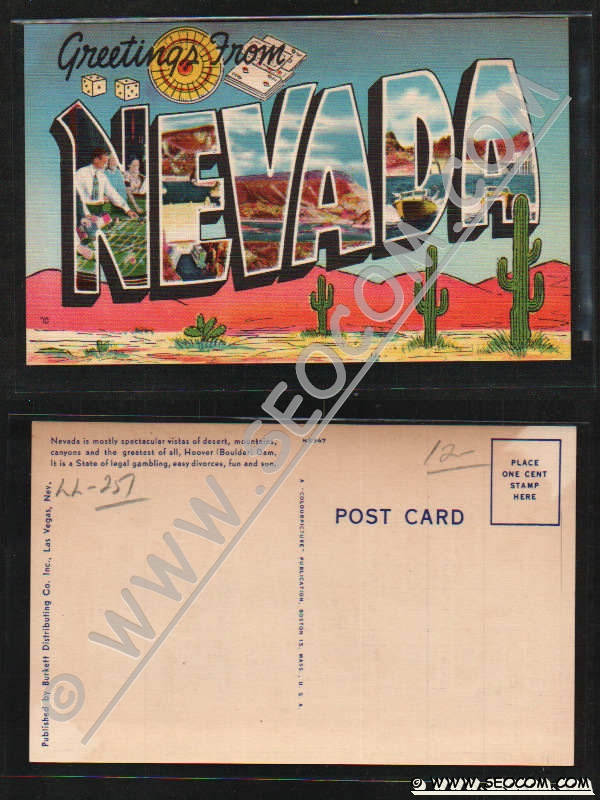 Greetings From
NEVADA
Nevada is mostly spectacular vistas of desert, mountains,
canyons and the greatest of all, Hoover (Boulder) Dam.
It is a State of legal gambling, easy divorces, fun and sun.
LL-257
12-
PLACE
ONE CENT
STAMP
HERE
POST CARD
Published by Burkett Distributing Co. Inc., Las Vegas, Nev.
A "COLOURPICTURE" PUBLICATION, BOSTON 15, MASS., U.S.A.
© WWW.SEOCOM.COM
© www.seocom.com